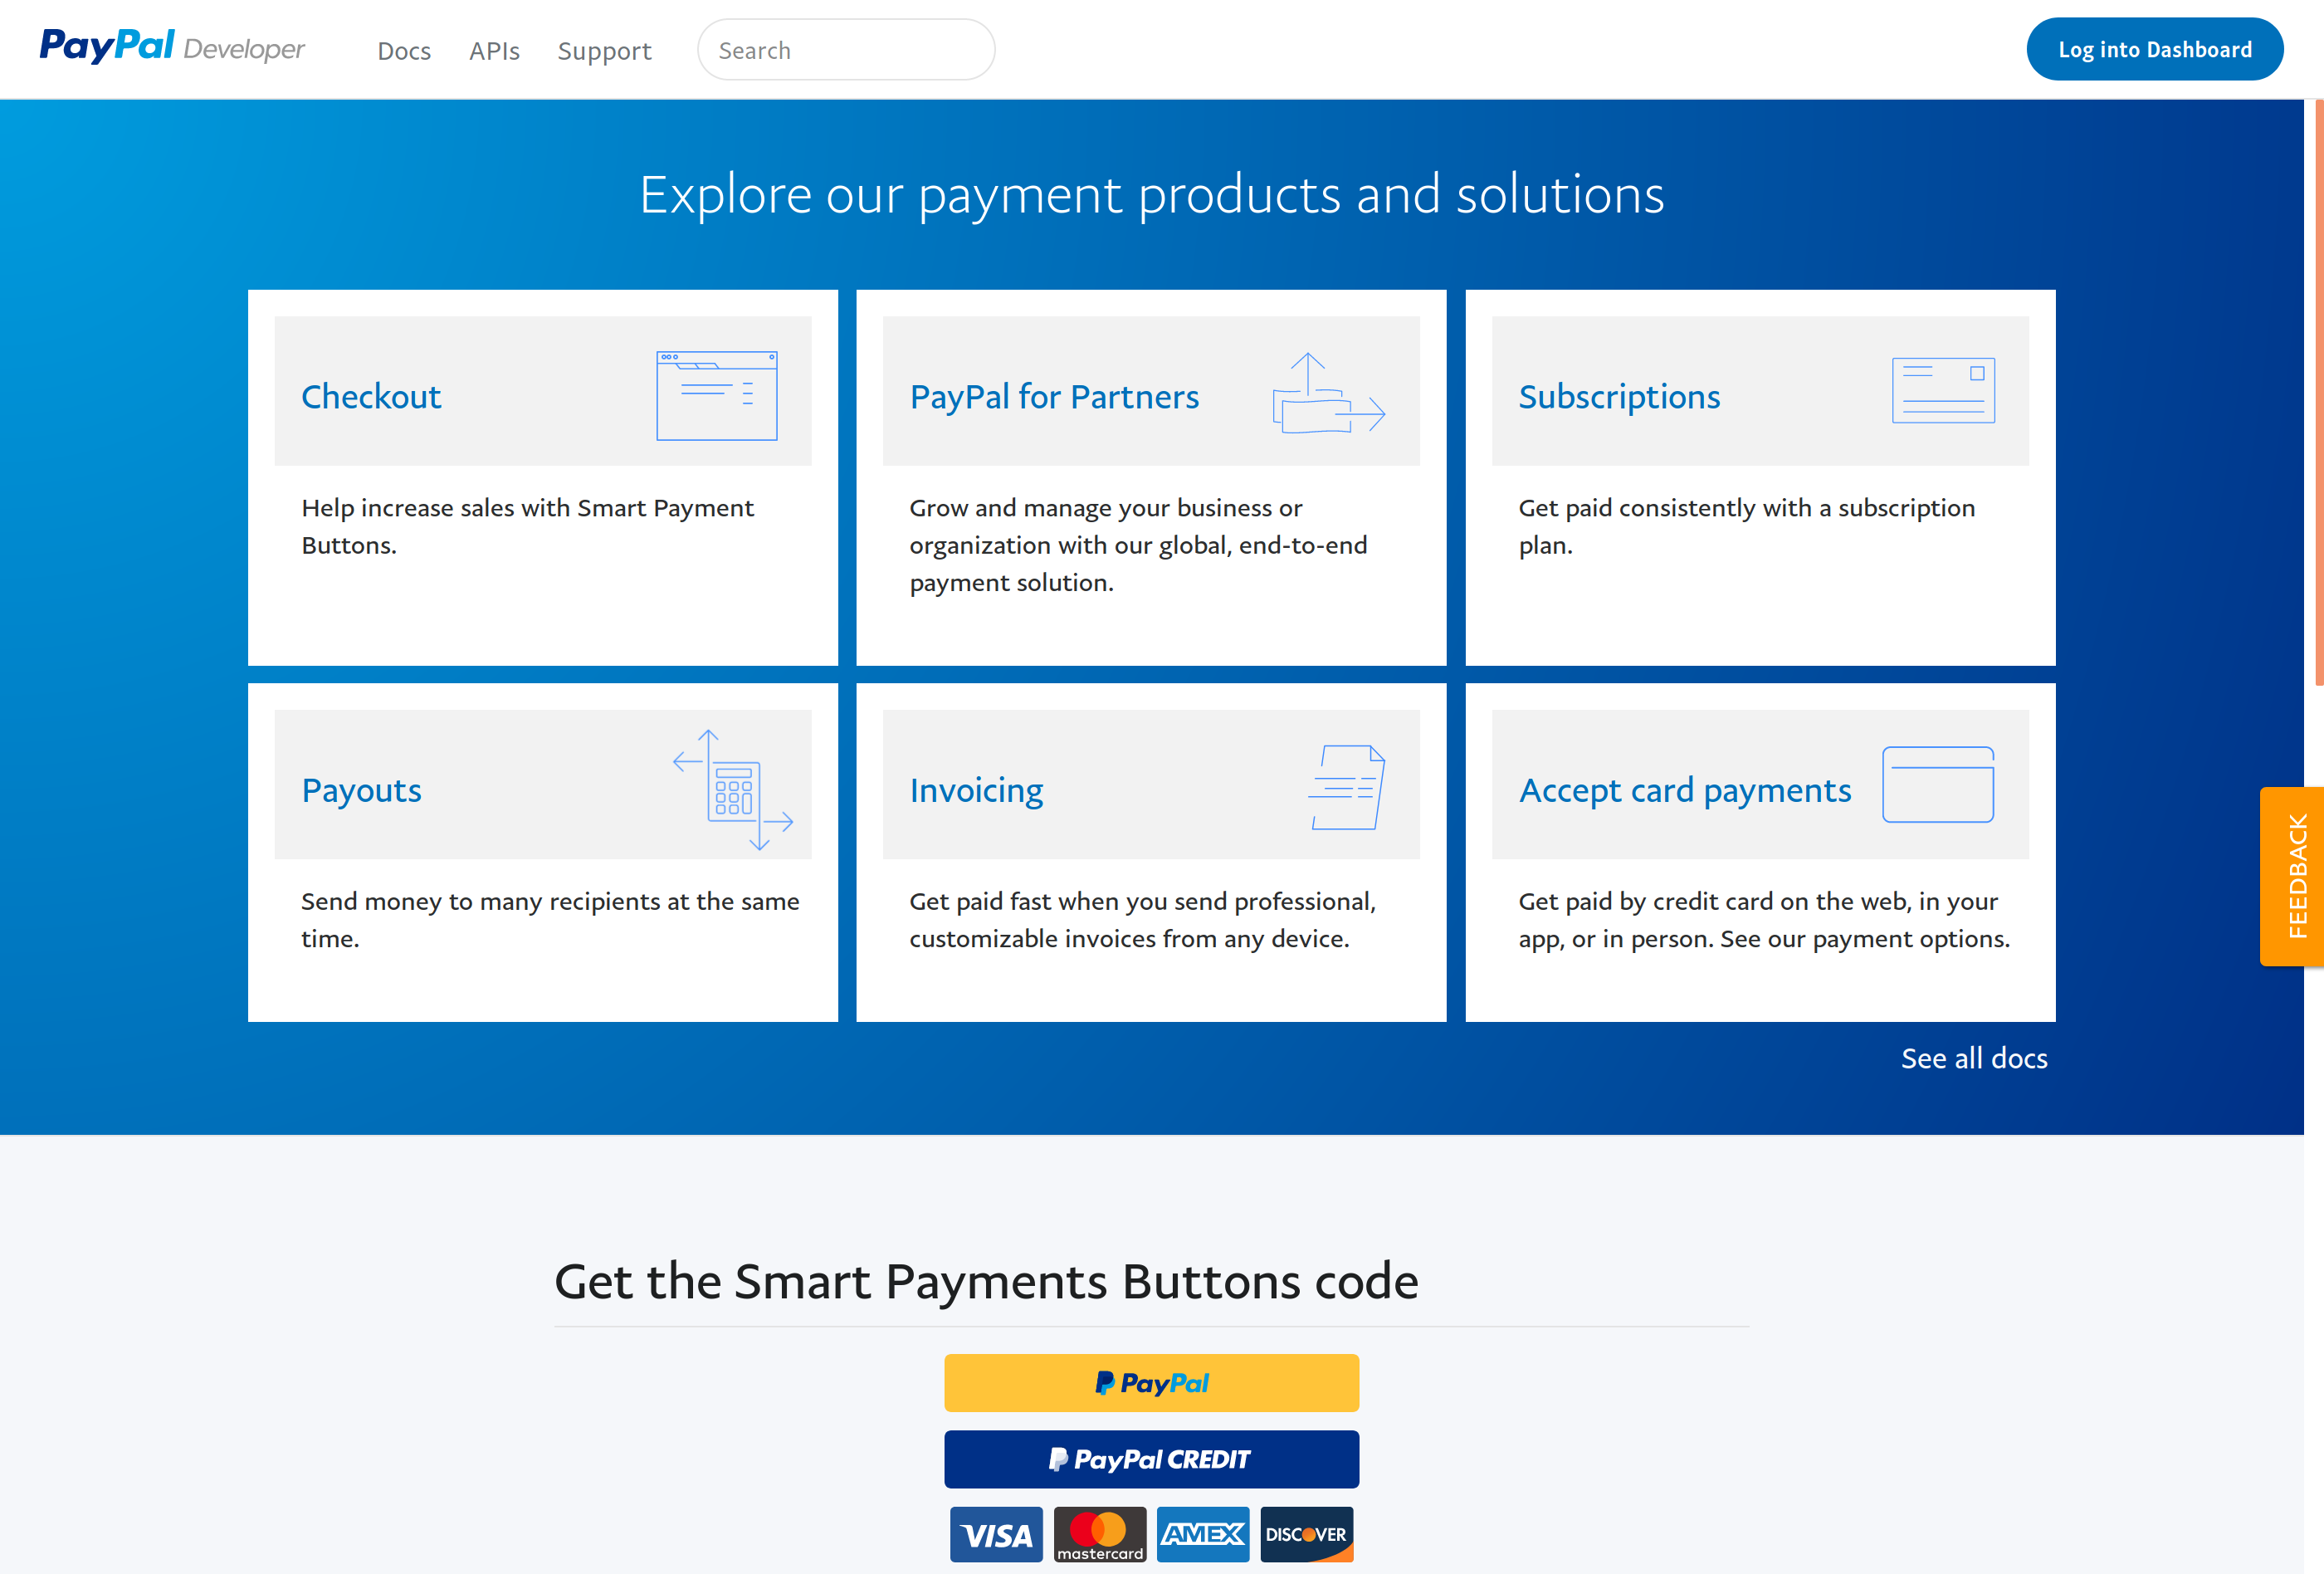 PayPal Developer
Docs
APIs
Support
Search
Log into Dashboard
Explore our payment products and solutions
Checkout
Help increase sales with Smart Payment
Buttons.
PayPal for Partners
Grow and manage your business or
organization with our global, end-to-end
payment solution.
Subscriptions
Get paid consistently with a subscription
plan.
Payouts
Send money to many recipients at the same
time.
Invoicing
Get paid fast when you send professional,
customizable invoices from any device.
Accept card payments
Get paid by credit card on the web, in your
app, or in person. See our payment options.
FEEDBACK
See all docs
Get the Smart Payments Buttons code
PayPal
PayPal CREDIT
VISA
mastercard
AMEX
DISCOVER